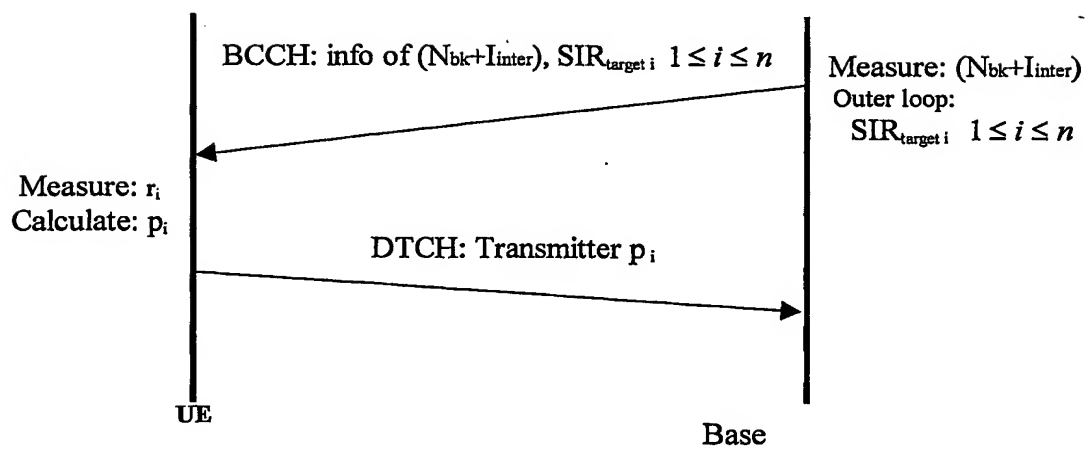 BCCH: info of (Nbk+Iinter), SIRtarget i 1 ≤ i ≤ n
Measure: (Nbk+Iinter)
Outer loop:
SIRtarget i 1 ≤ i ≤ n
Measure: ri
Calculate: pi
DTCH: Transmitter p i
UE
Base